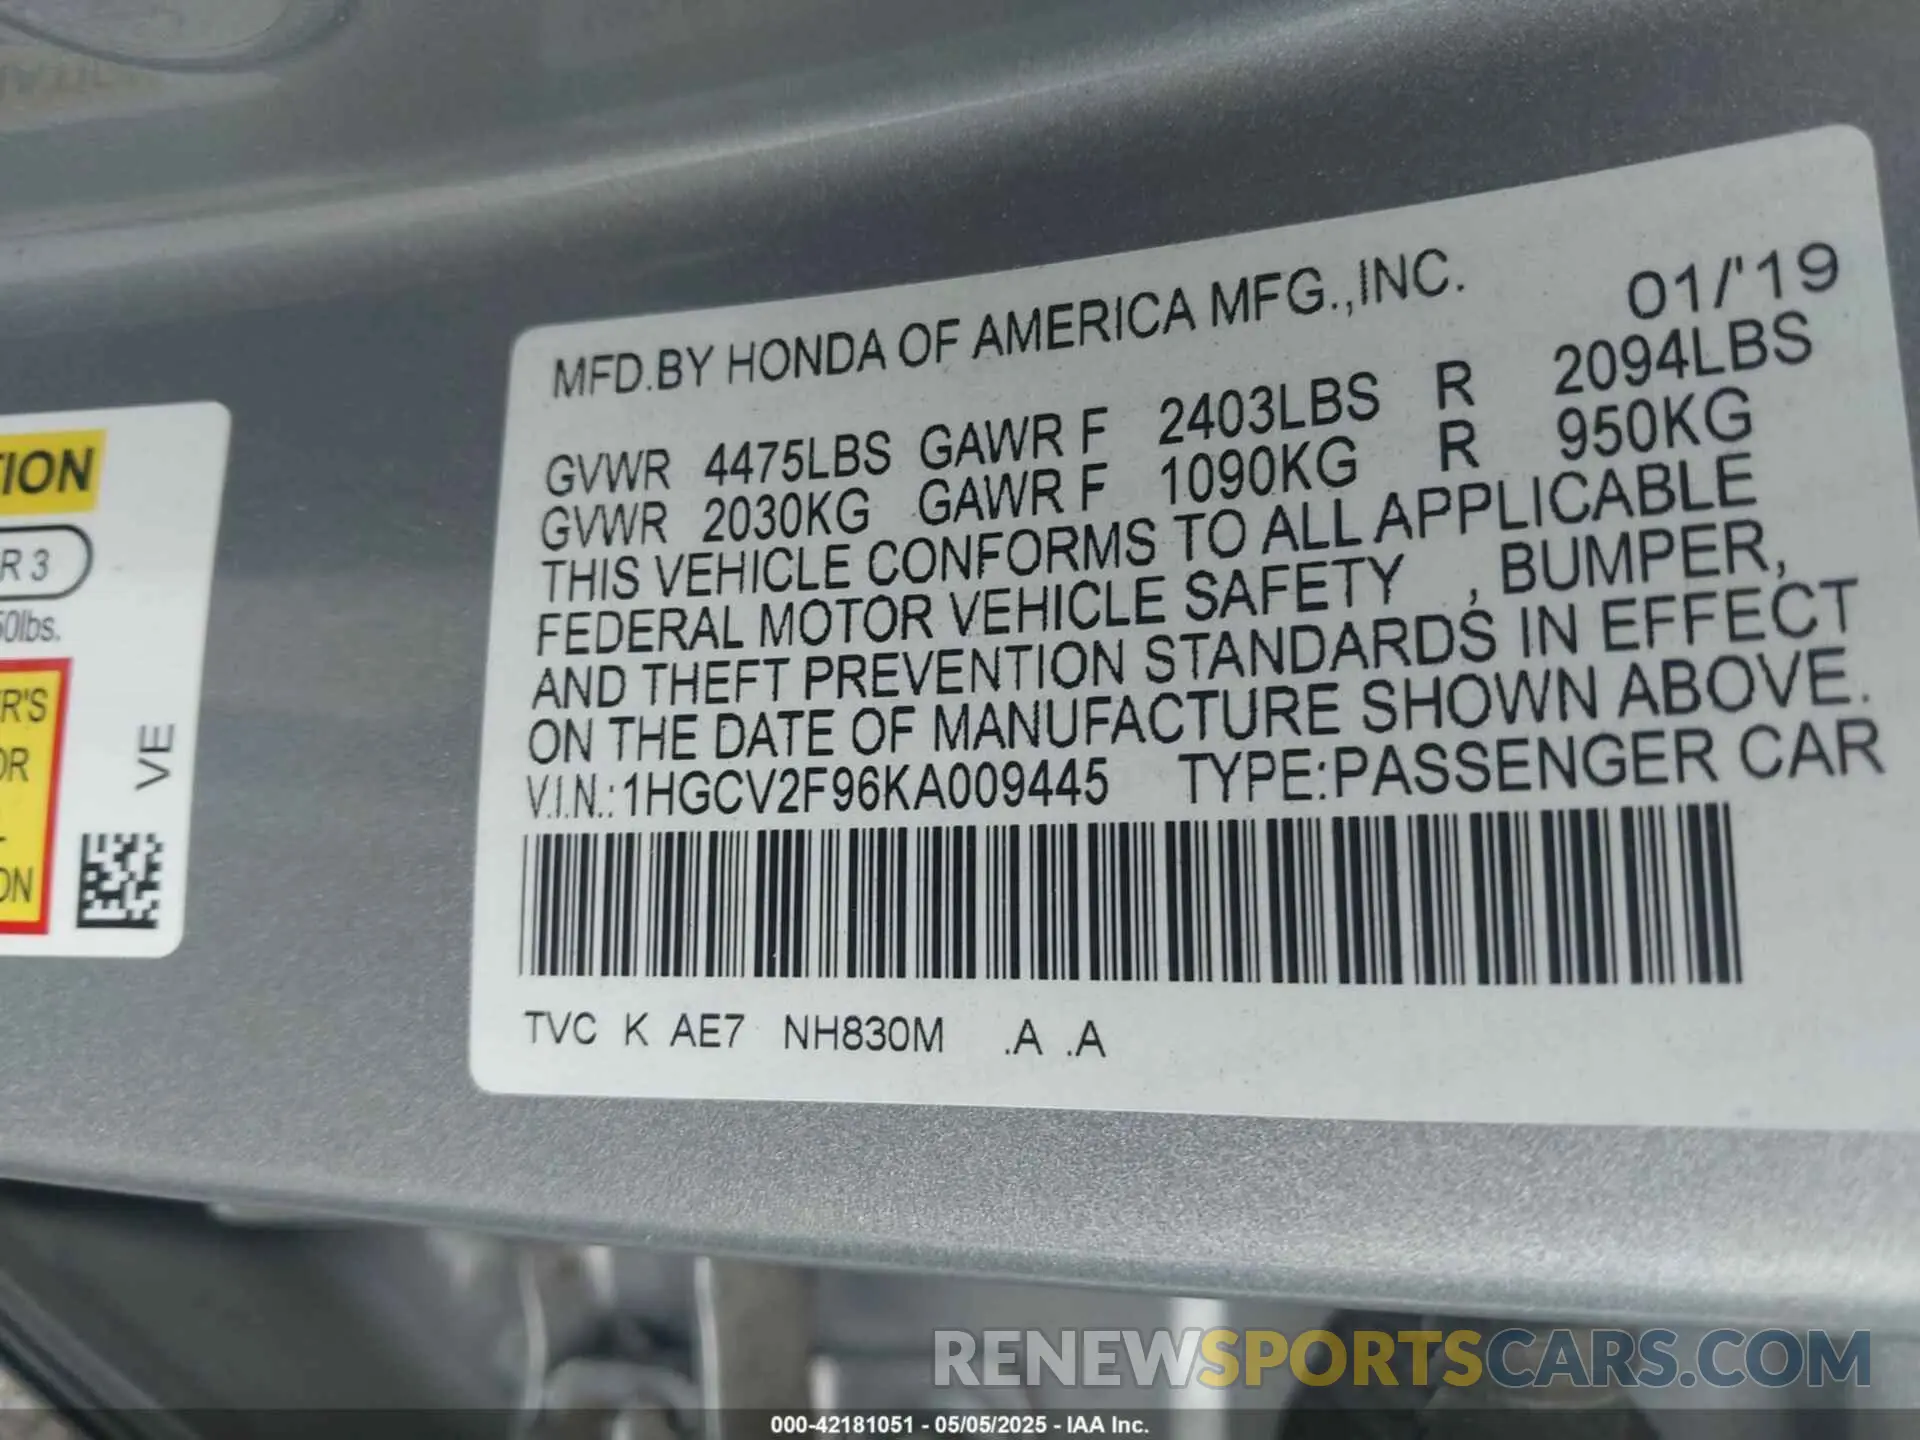 MFD.BY HONDA OF AMERICA MFG.,INC. 01/'19
GVWR 4475LBS GAWR F 2403LBS R 2094LBS
GVWR 2030KG GAWR F 1090KG R 950KG
THIS VEHICLE CONFORMS TO ALL APPLICABLE
FEDERAL MOTOR VEHICLE SAFETY , BUMPER,
AND THEFT PREVENTION STANDARDS IN EFFECT
ON THE DATE OF MANUFACTURE SHOWN ABOVE.
V.I.N.: 1HGCV2F96KA009445 TYPE:PASSENGER CAR
TVC K AE7 NH830M .A .A
TION
R 3
50lbs.
R'S
OR
ON
VE
RENEWSPORTSCARS.COM
000-42181051 - 05/05/2025 - IAA Inc.